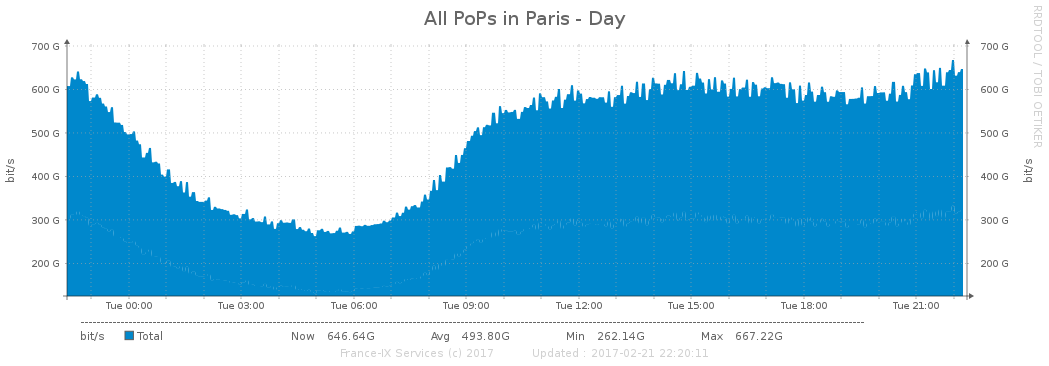 All PoPs in Paris - Day
RRDTOOL / TOBI OETIKER
700 G 700 G
600 G 600 G
500 G 500 G
400 G 400 G
300 G 300 G
200 G 200 G
bit/s bit/s
Tue 00:00 Tue 03:00 Tue 06:00 Tue 09:00 Tue 12:00 Tue 15:00 Tue 18:00 Tue 21:00
bit/s Total Now 646.64G Avg 493.80G Min 262.14G Max 667.22G
France-IX Services (c) 2017 Updated : 2017-02-21 22:20:11